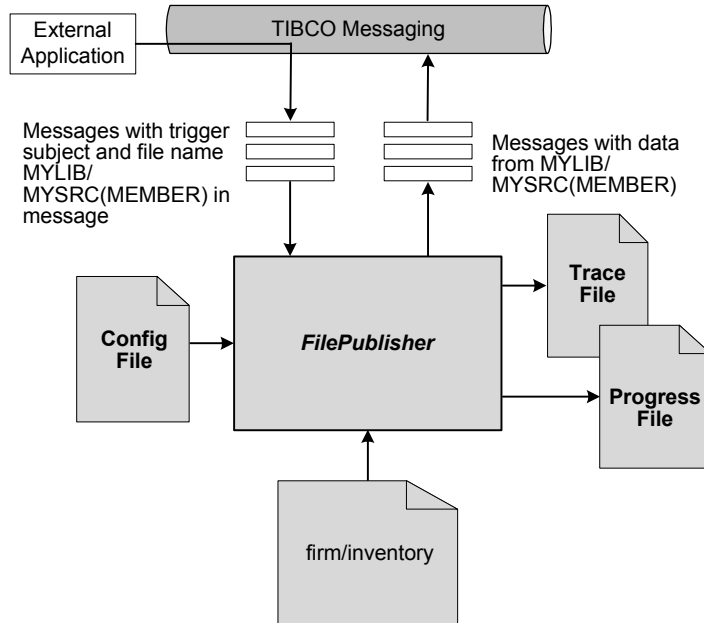 External
Application
TIBCO Messaging
Messages with trigger
subject and file name
MYLIB/
MYSRC(MEMBER) in
message
Messages with data
from MYLIB/
MYSRC(MEMBER)
Config
File
FilePublisher
Trace
File
Progress
File
firm/inventory